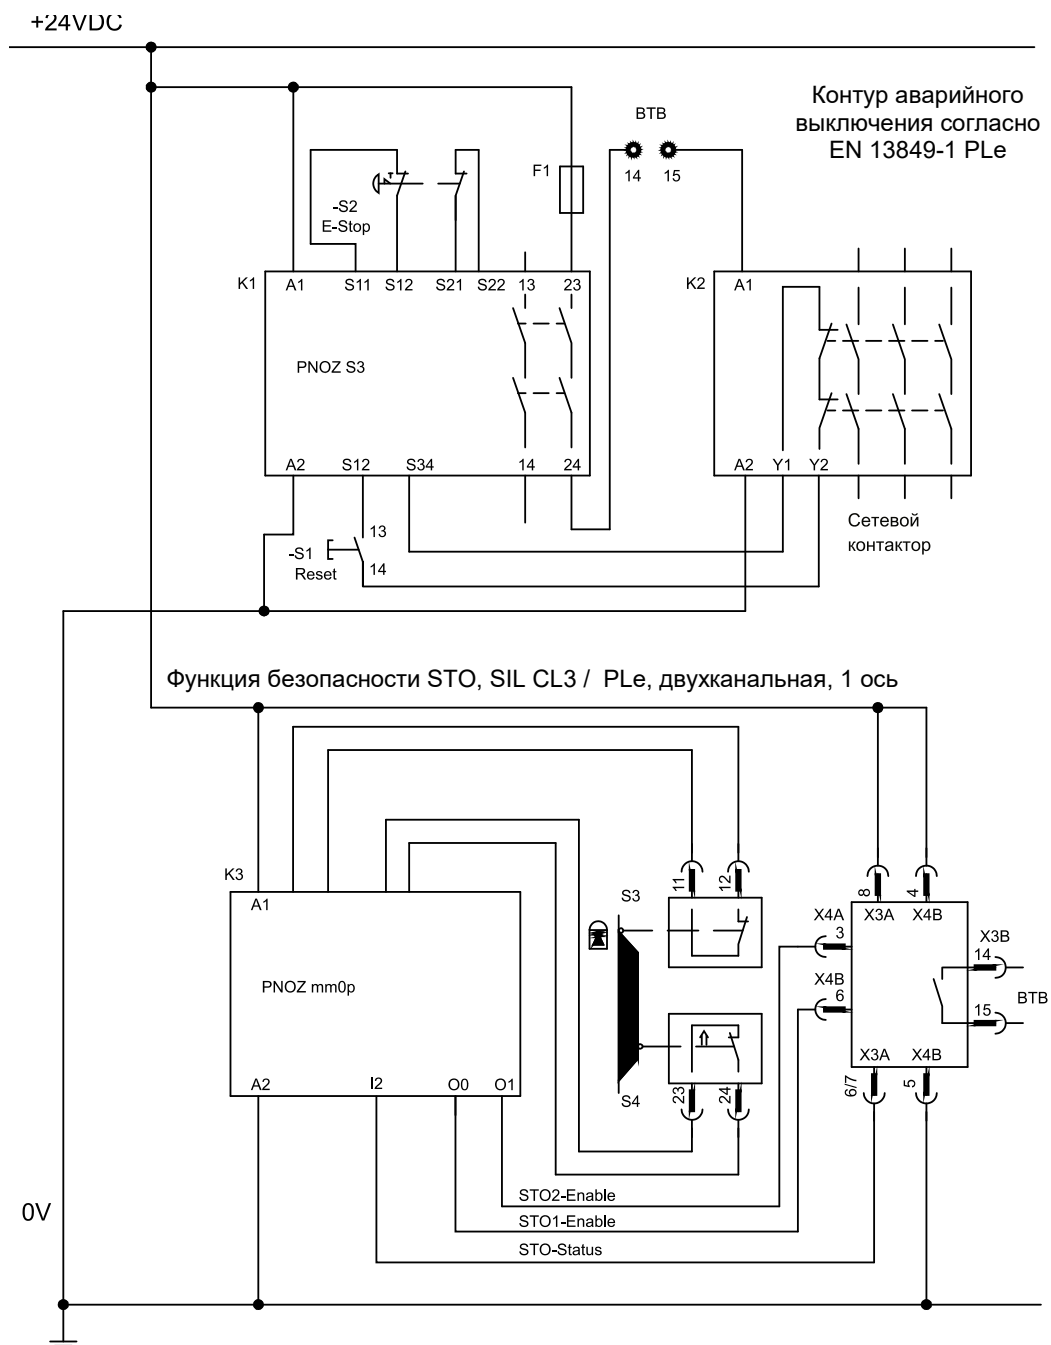 +24VDC
Контур аварийного
выключения согласно
EN 13849-1 PLe
BTB
14
15
F1
-S2
E-Stop
K1
A1
S11
S12
S21
S22
13
23
K2
A1
PNOZ S3
A2
S12
S34
14
24
A2
Y1
Y2
13
-S1
14
Reset
Сетевой
контактор
Функция безопасности STO, SIL CL3 / PLe, двухканальная, 1 ось
K3
A1
S3
11
12
8
4
X3A
X4B
X4A
3
X3B
14
PNOZ mm0p
X4B
6
BTB
15
X3A
X4B
A2
I2
O0
O1
S4
23
24
6/7
5
STO2-Enable
0V
STO1-Enable
STO-Status